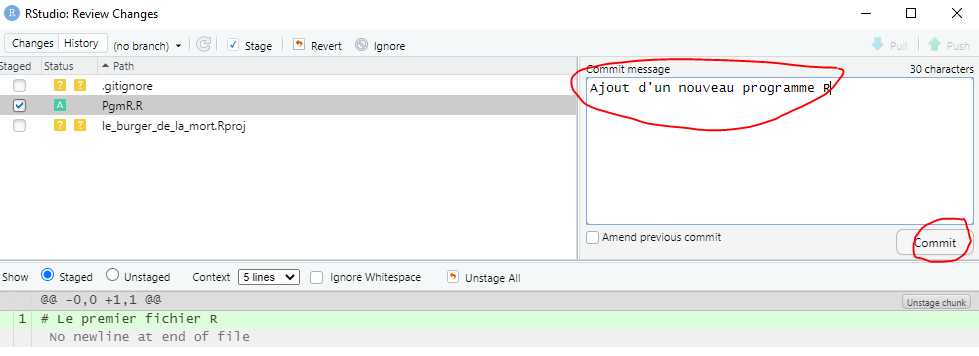 R RStudio: Review Changes
Changes History (no branch) Stage Revert Ignore Pull Push
Staged Status Path Commit message 30 characters
? ? .gitignore
A PgmR.R
? ? le_burger_de_la_mort.Rproj
Ajout d'un nouveau programme R
Amend previous commit Commit
Show Staged Unstaged Context 5 lines Ignore Whitespace Unstage All
@@ -0,0 +1,1 @@ Unstage chunk
1 # Le premier fichier R
No newline at end of file